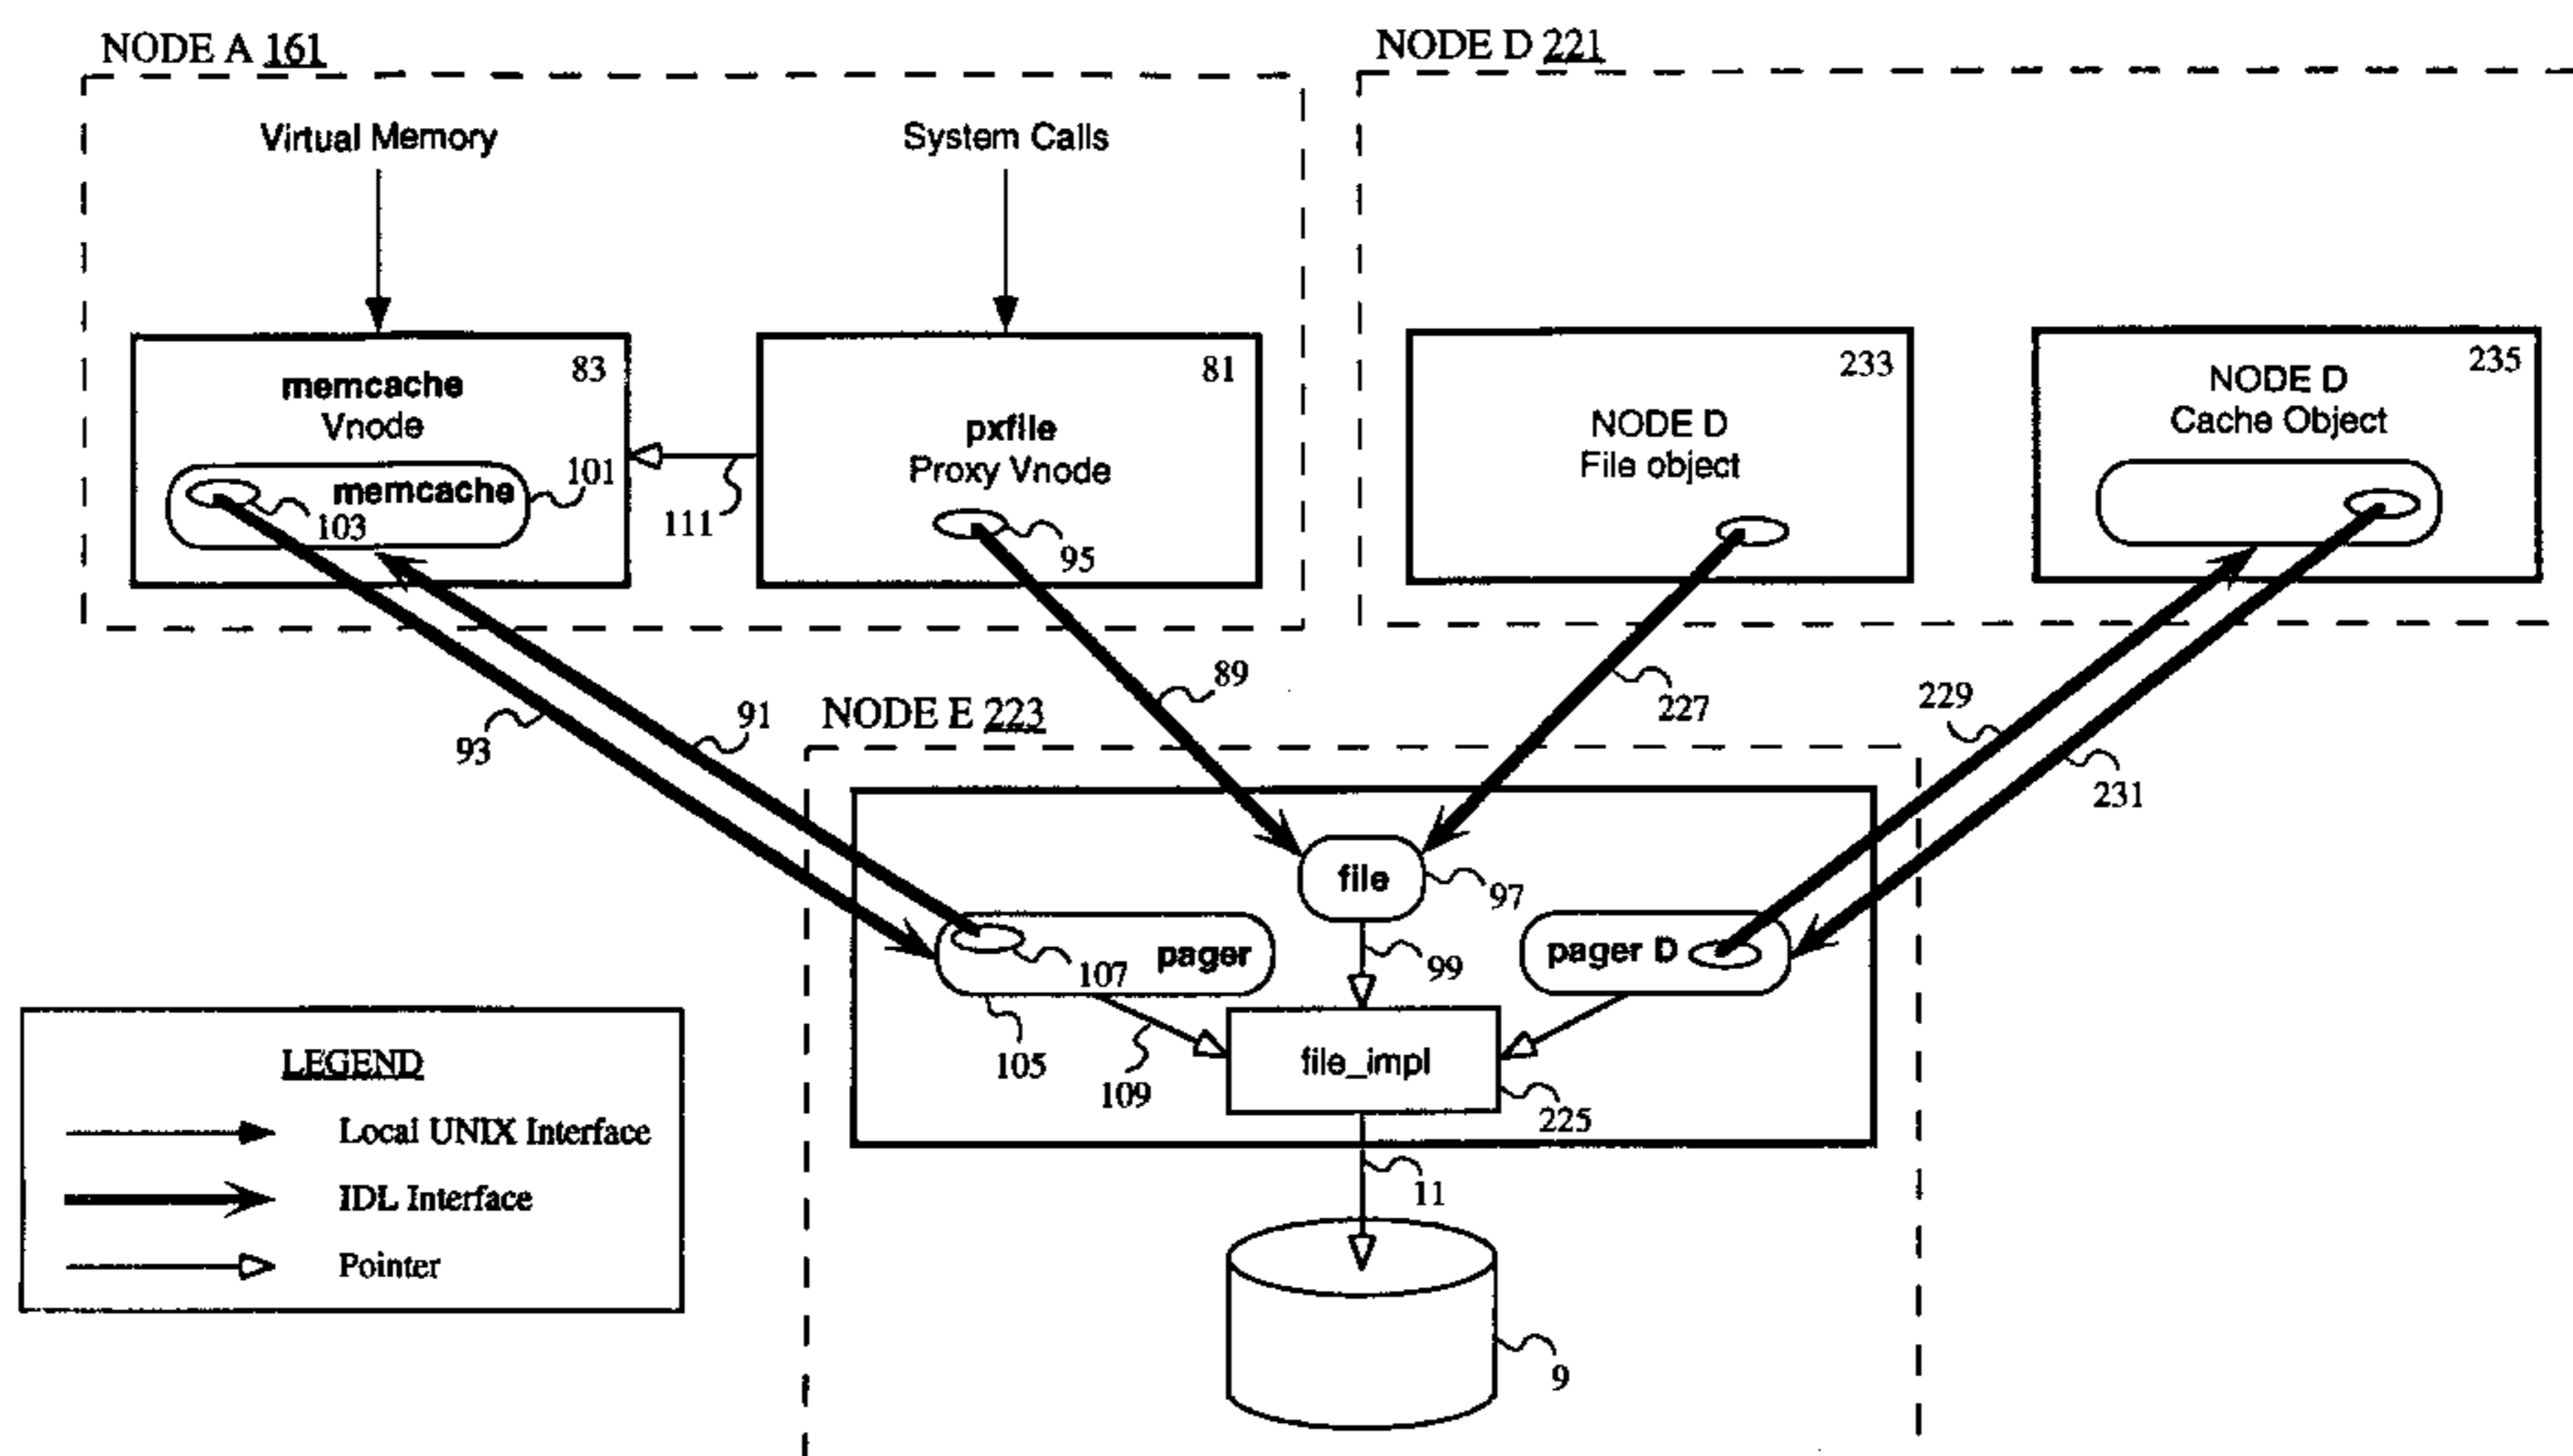 NODE A 161
NODE D 221
Virtual Memory
System Calls
83
memcache
Vnode
memcache
101
103
111
81
pxfile
Proxy Vnode
95
233
NODE D
File object
235
NODE D
Cache Object
93
91
89
227
229
231
NODE E 223
file
97
pager
107
99
pager D
105
109
file_impl
225
11
9
LEGEND
Local UNIX Interface
IDL Interface
Pointer